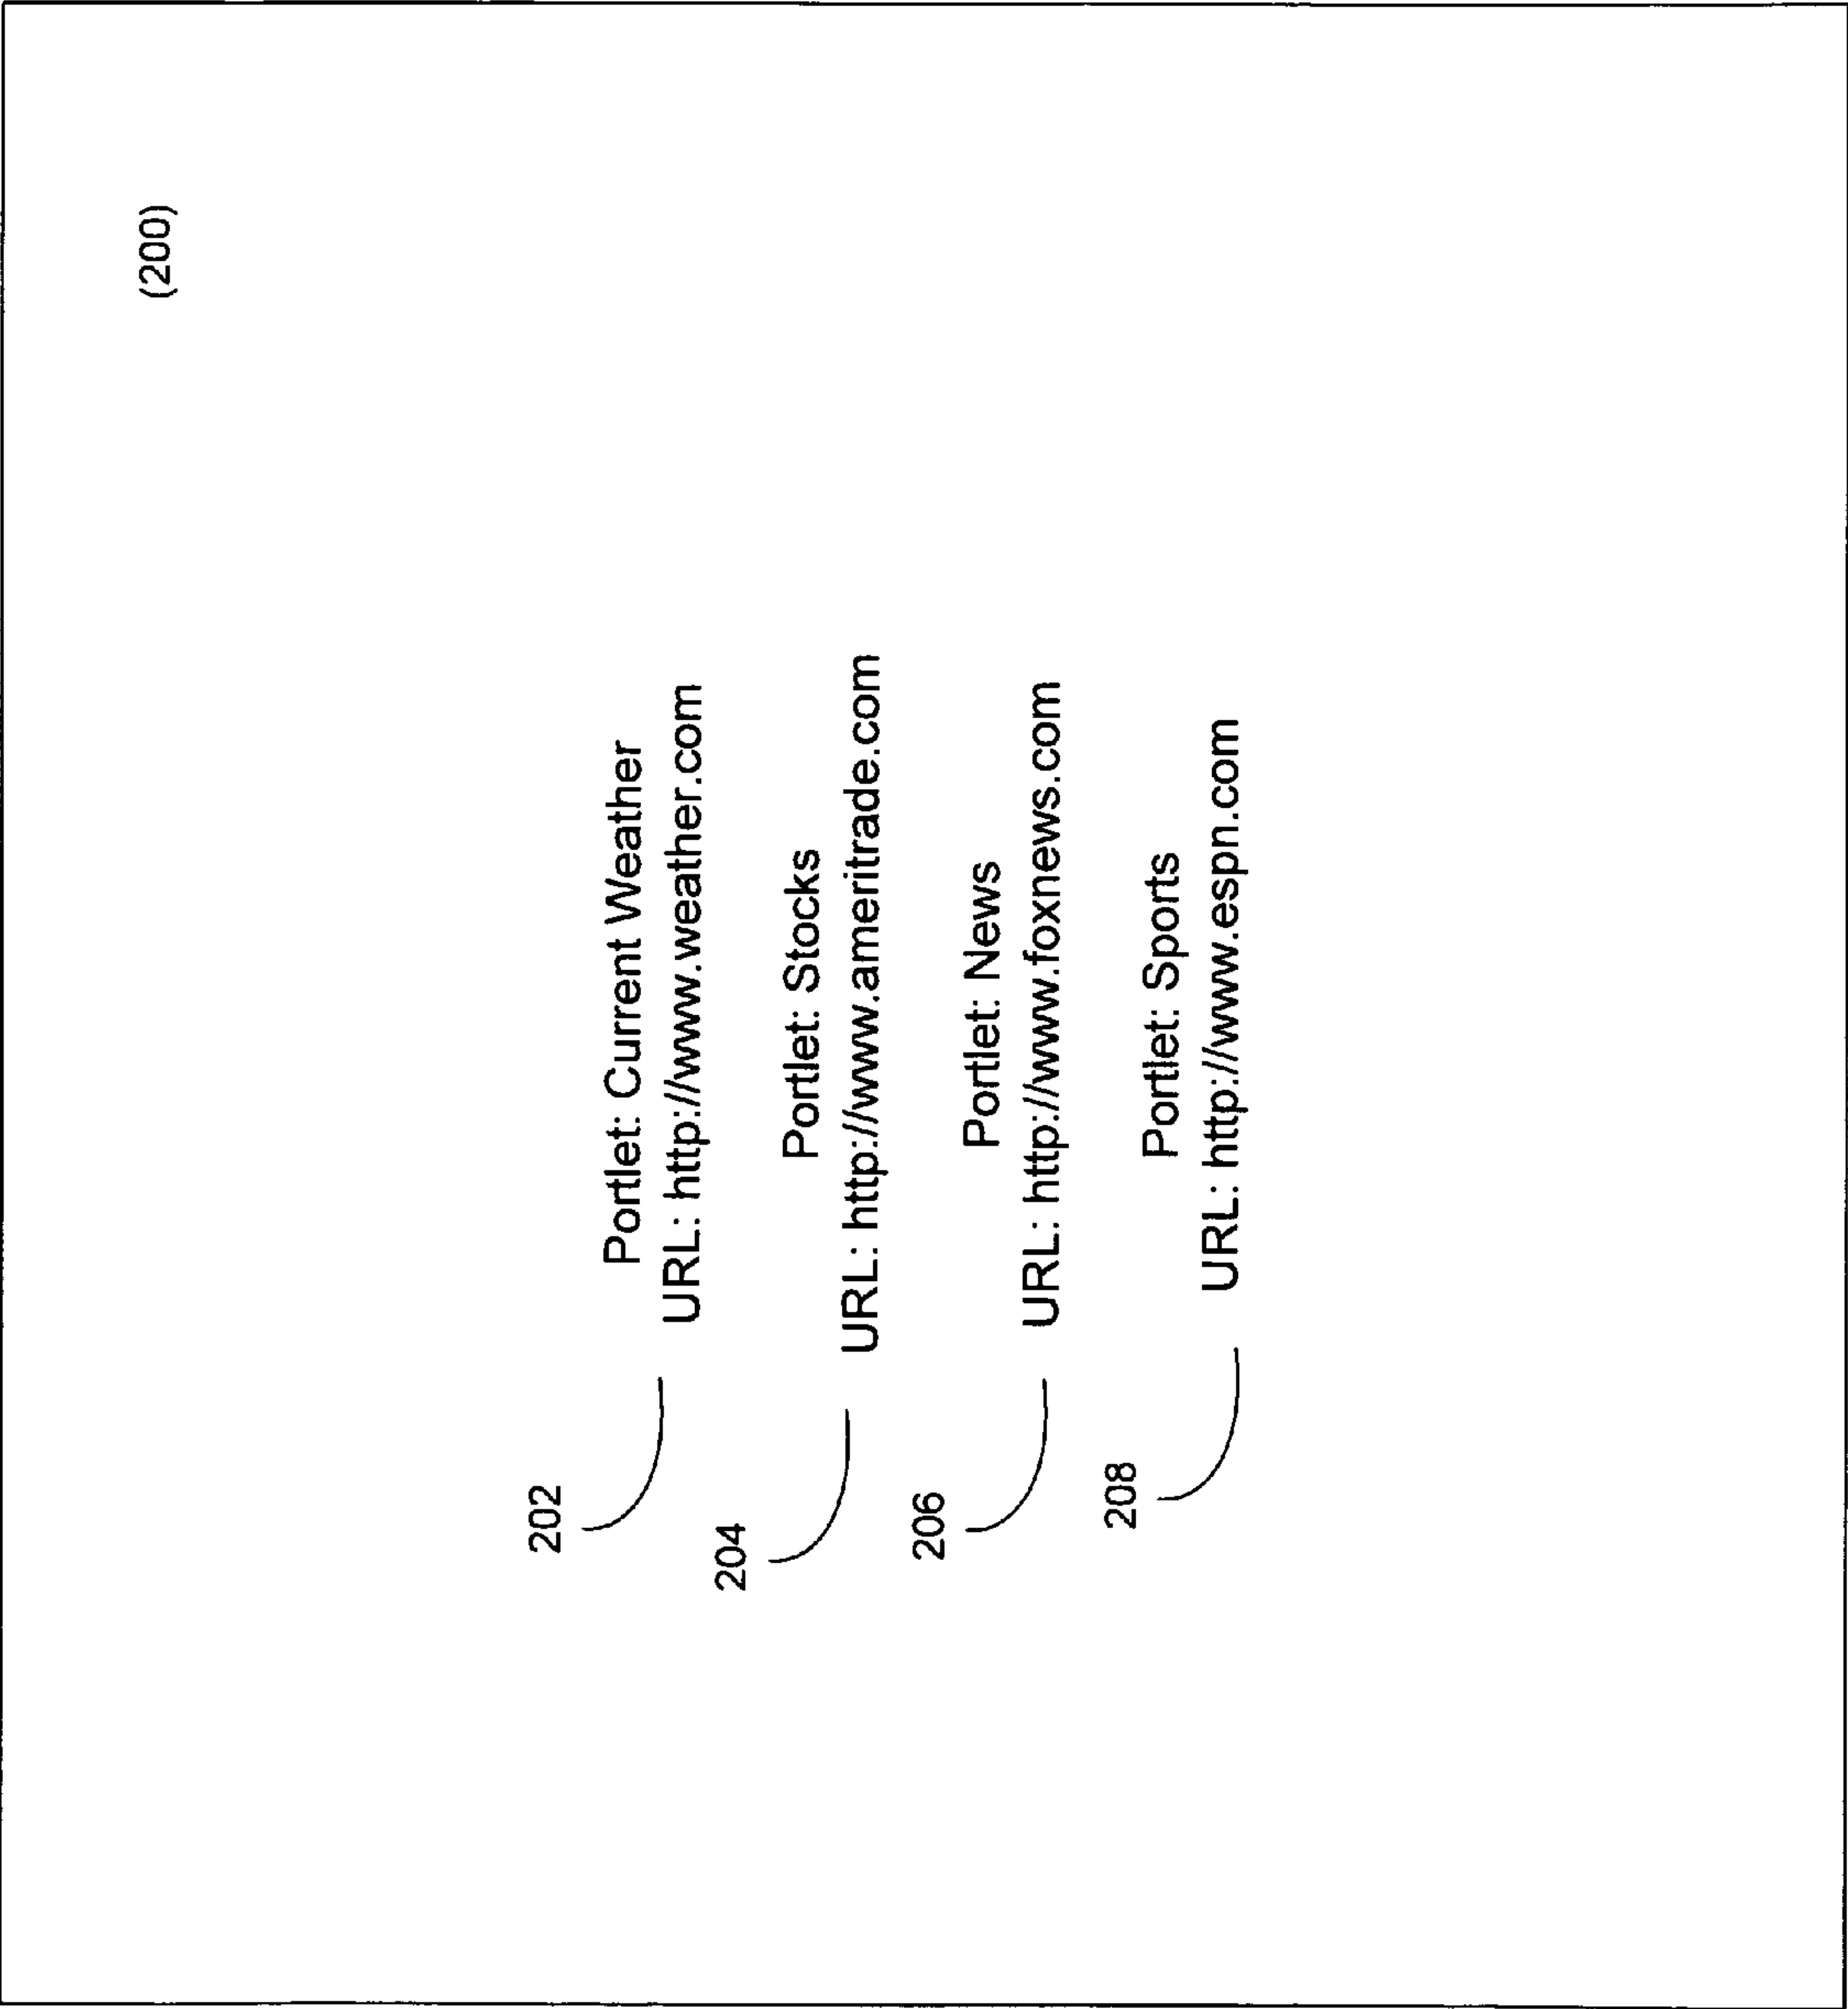 (200)
202
Portlet: Current Weather
URL: http://www.weather.com
204
Portlet: Stocks
URL: http://www.ameritrade.com
206
Portlet: News
URL: http://www.foxnews.com
208
Portlet: Sports
URL: http://www.espn.com